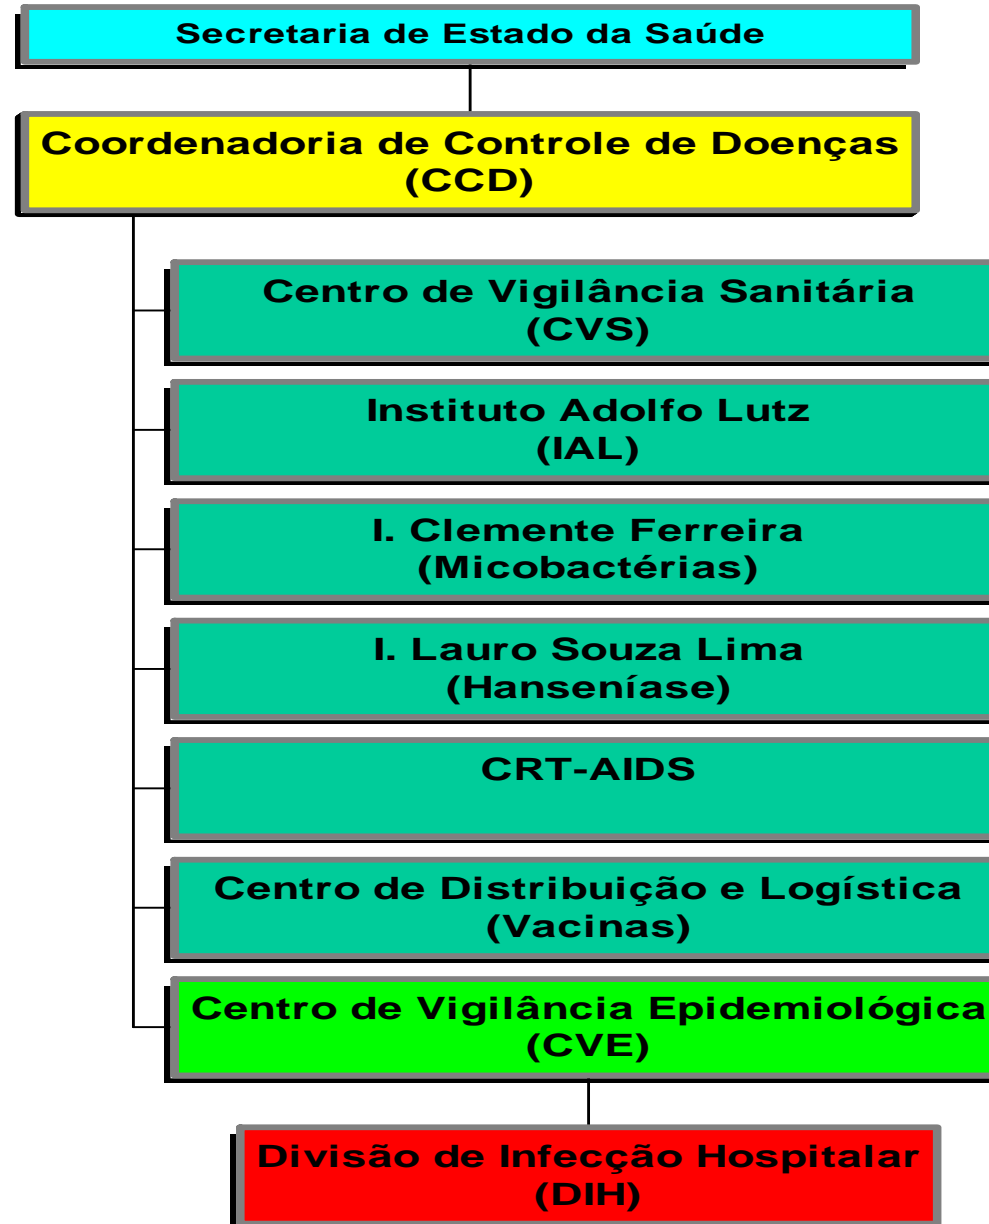 Secretaria de Estado da Saúde
Coordenadoria de Controle de Doenças
(CCD)
Centro de Vigilância Sanitária
(CVS)
Instituto Adolfo Lutz
(IAL)
I. Clemente Ferreira
(Micobactérias)
I. Lauro Souza Lima
(Hanseníase)
CRT-AIDS
Centro de Distribuição e Logística
(Vacinas)
Centro de Vigilância Epidemiológica
(CVE)
Divisão de Infecção Hospitalar
(DIH)